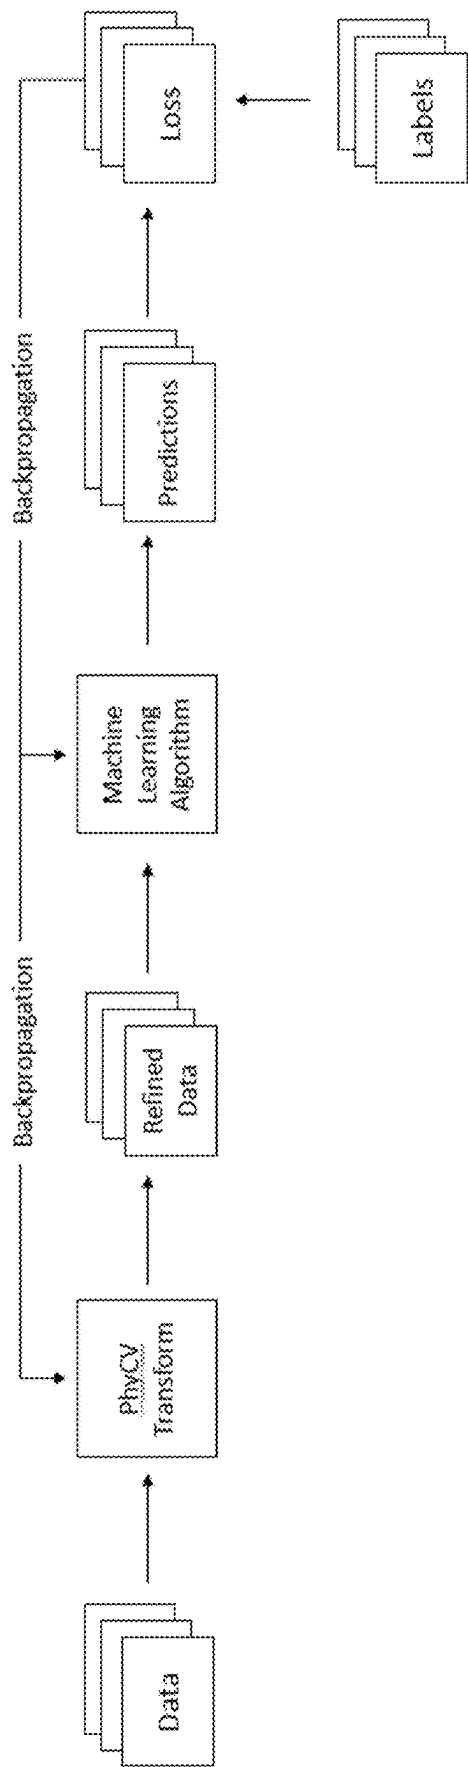 Backpropagation
Backpropagation
Data
PhyCV
Transform
Refined
Data
Machine
Learning
Algorithm
Predictions
Loss
Labels